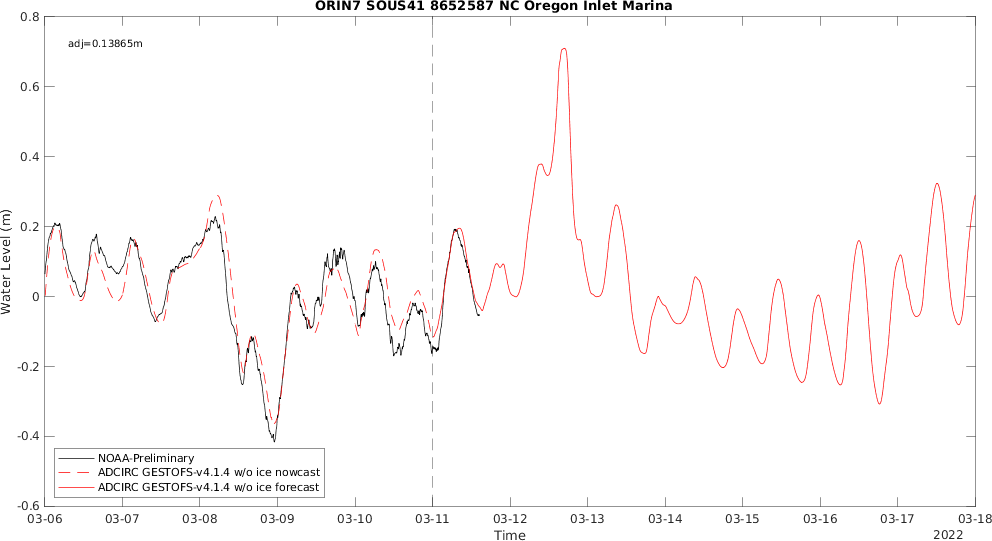 ORIN7 SOUS41 8652587 NC Oregon Inlet Marina
adj=0.13865m
0.8
0.6
0.4
0.2
0
-0.2
-0.4
-0.6
Water Level (m)
NOAA-Preliminary
ADCIRC GESTOFS-v4.1.4 w/o ice nowcast
ADCIRC GESTOFS-v4.1.4 w/o ice forecast
03-06 03-07 03-08 03-09 03-10 03-11 03-12 03-13 03-14 03-15 03-16 03-17 03-18
Time
2022